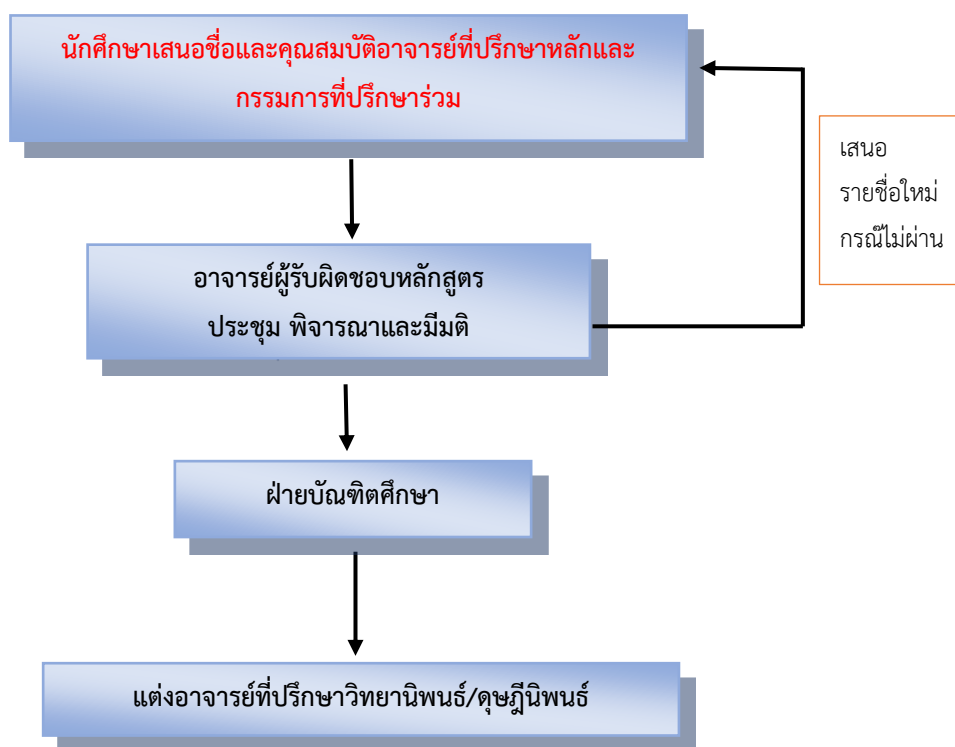 นักศึกษาเสนอชื่อและคุณสมบัติอาจารย์ที่ปรึกษาหลักและ
กรรมการที่ปรึกษาร่วม
เสนอ
รายชื่อใหม่
กรณีไม่ผ่าน
อาจารย์ผู้รับผิดชอบหลักสูตร
ประชุม พิจารณาและมีมติ
ฝ่ายบัณฑิตศึกษา
แต่งอาจารย์ที่ปรึกษาวิทยานิพนธ์/ดุษฎีนิพนธ์